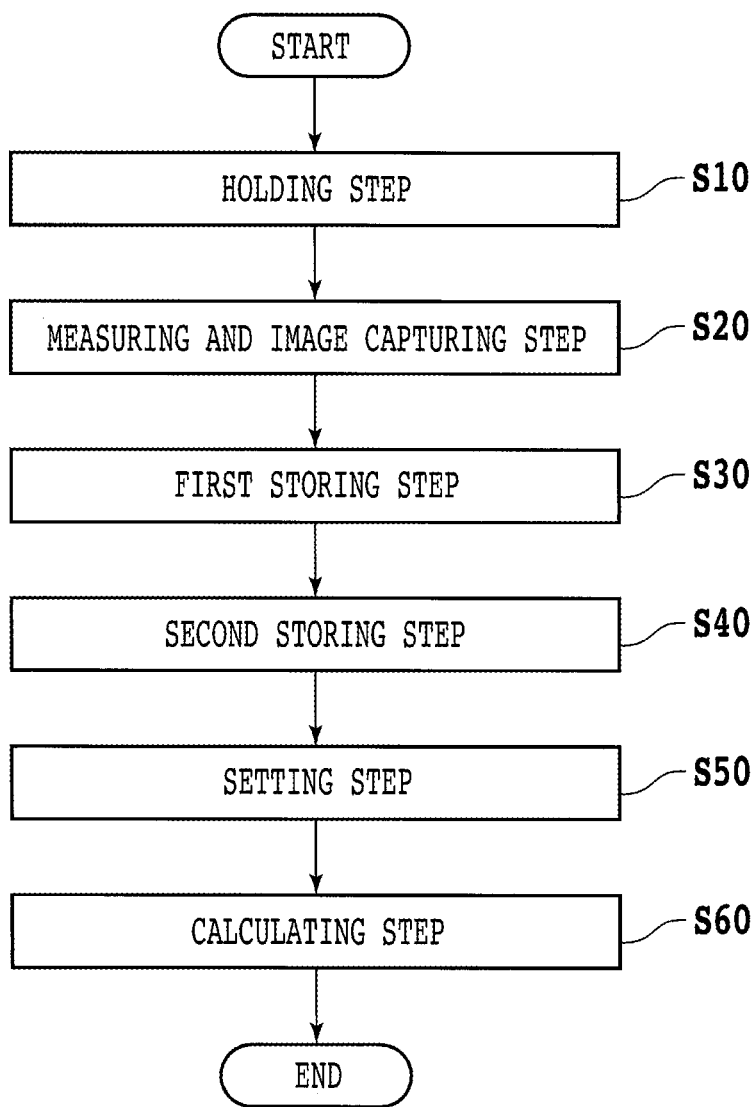 START
HOLDING STEP
S10
MEASURING AND IMAGE CAPTURING STEP
S20
FIRST STORING STEP
S30
SECOND STORING STEP
S40
SETTING STEP
S50
CALCULATING STEP
S60
END